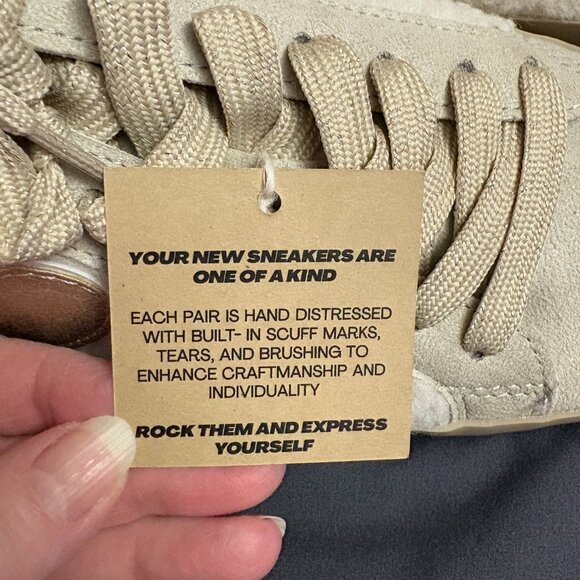 YOUR NEW SNEAKERS ARE
ONE OF A KIND
EACH PAIR IS HAND DISTRESSED
WITH BUILT- IN SCUFF MARKS,
TEARS, AND BRUSHING TO
ENHANCE CRAFTMANSHIP AND
INDIVIDUALITY
ROCK THEM AND EXPRESS
YOURSELF